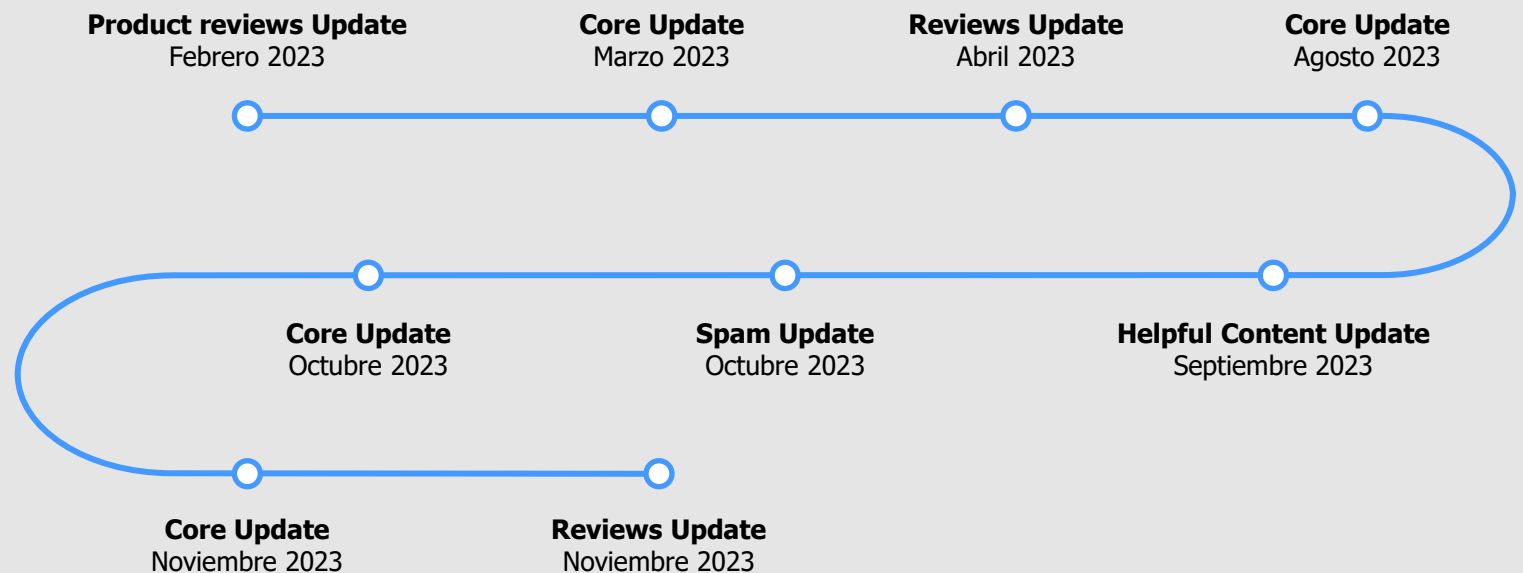 Product reviews Update
Febrero 2023
Core Update
Marzo 2023
Reviews Update
Abril 2023
Core Update
Agosto 2023
Core Update
Octubre 2023
Spam Update
Octubre 2023
Helpful Content Update
Septiembre 2023
Core Update
Noviembre 2023
Reviews Update
Noviembre 2023